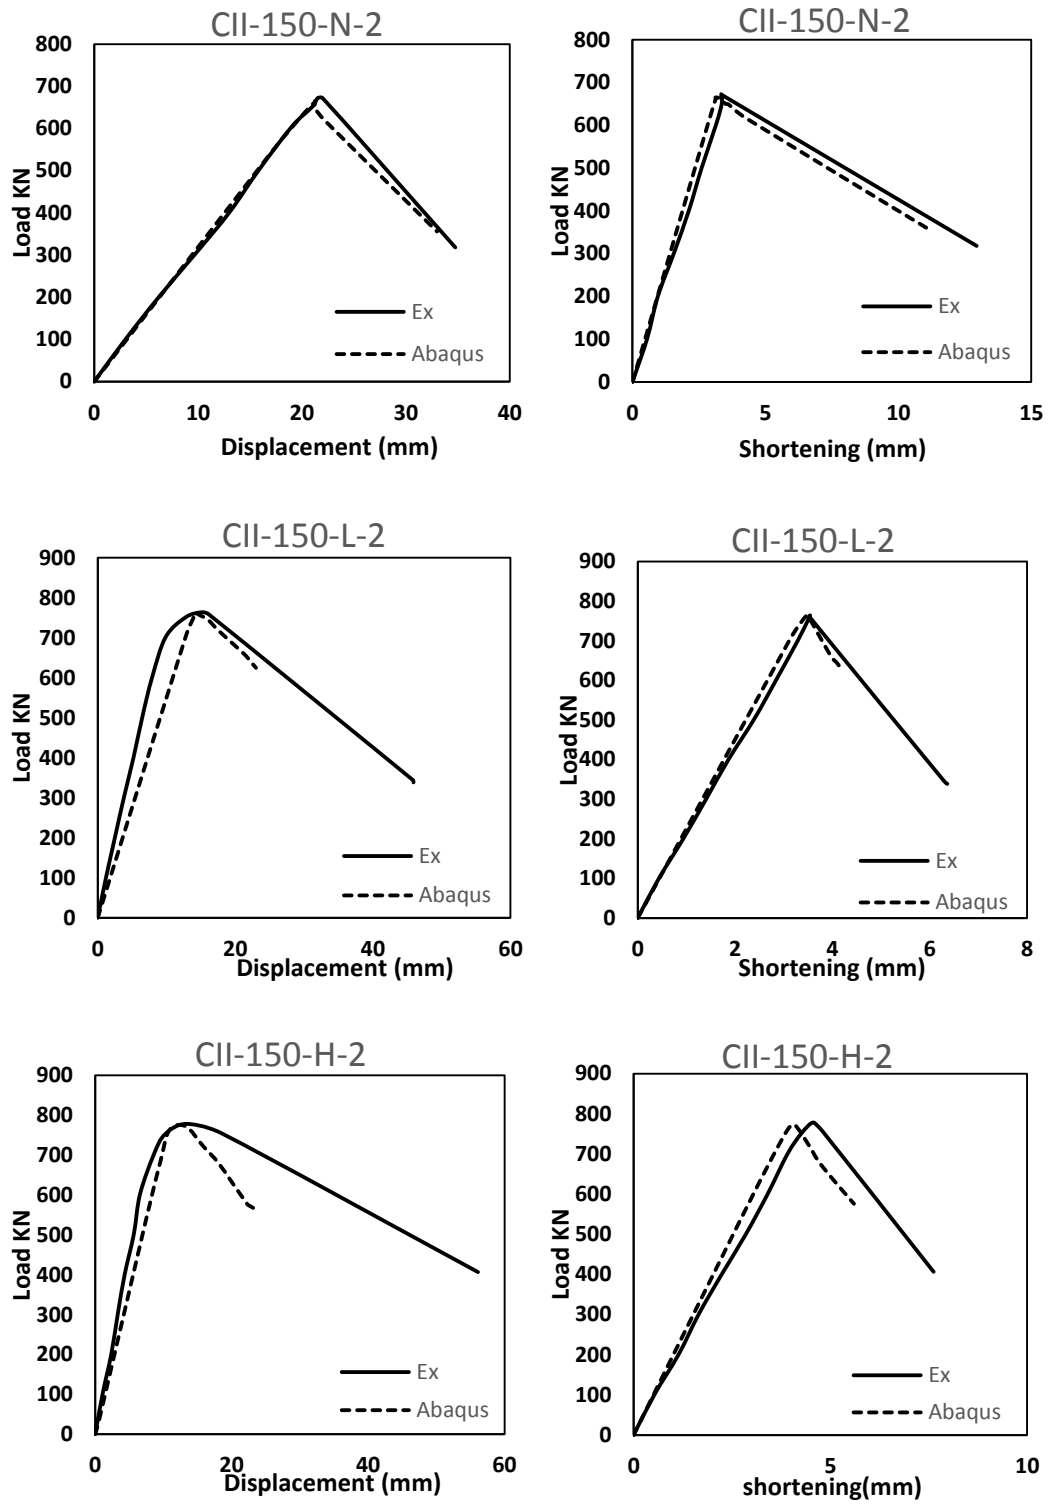 CII-150-N-2
800
700
600
500
400
300
200
100
0
Load KN
Ex
Abaqus
0 10 20 30 40
Displacement (mm)
CII-150-N-2
800
700
600
500
400
300
200
100
0
Load KN
Ex
Abaqus
0 5 10 15
Shortening (mm)
CII-150-L-2
900
800
700
600
500
400
300
200
100
0
Load KN
Ex
Abaqus
0 20 40 60
Displacement (mm)
CII-150-L-2
900
800
700
600
500
400
300
200
100
0
Load KN
Ex
Abaqus
0 2 4 6 8
Shortening (mm)
CII-150-H-2
900
800
700
600
500
400
300
200
100
0
Load KN
Ex
Abaqus
0 20 40 60
Displacement (mm)
CII-150-H-2
900
800
700
600
500
400
300
200
100
0
Load KN
Ex
Abaqus
0 5 10
shortening(mm)